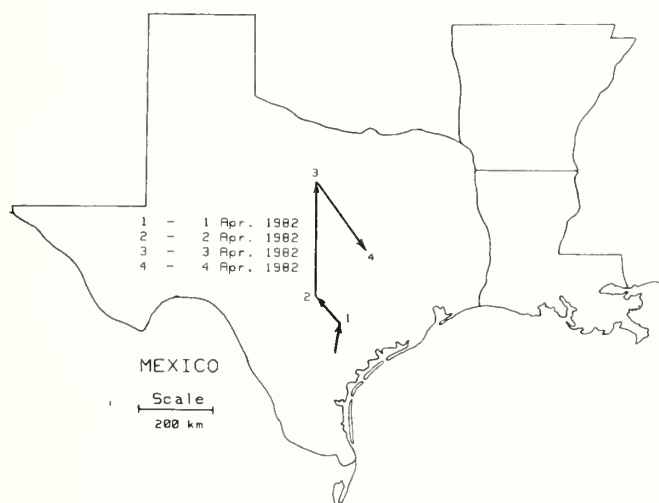 3
1 - 1 Apr. 1982
2 - 2 Apr. 1982
3 - 3 Apr. 1982
4 - 4 Apr. 1982
4
2
1
MEXICO
Scale
200 km